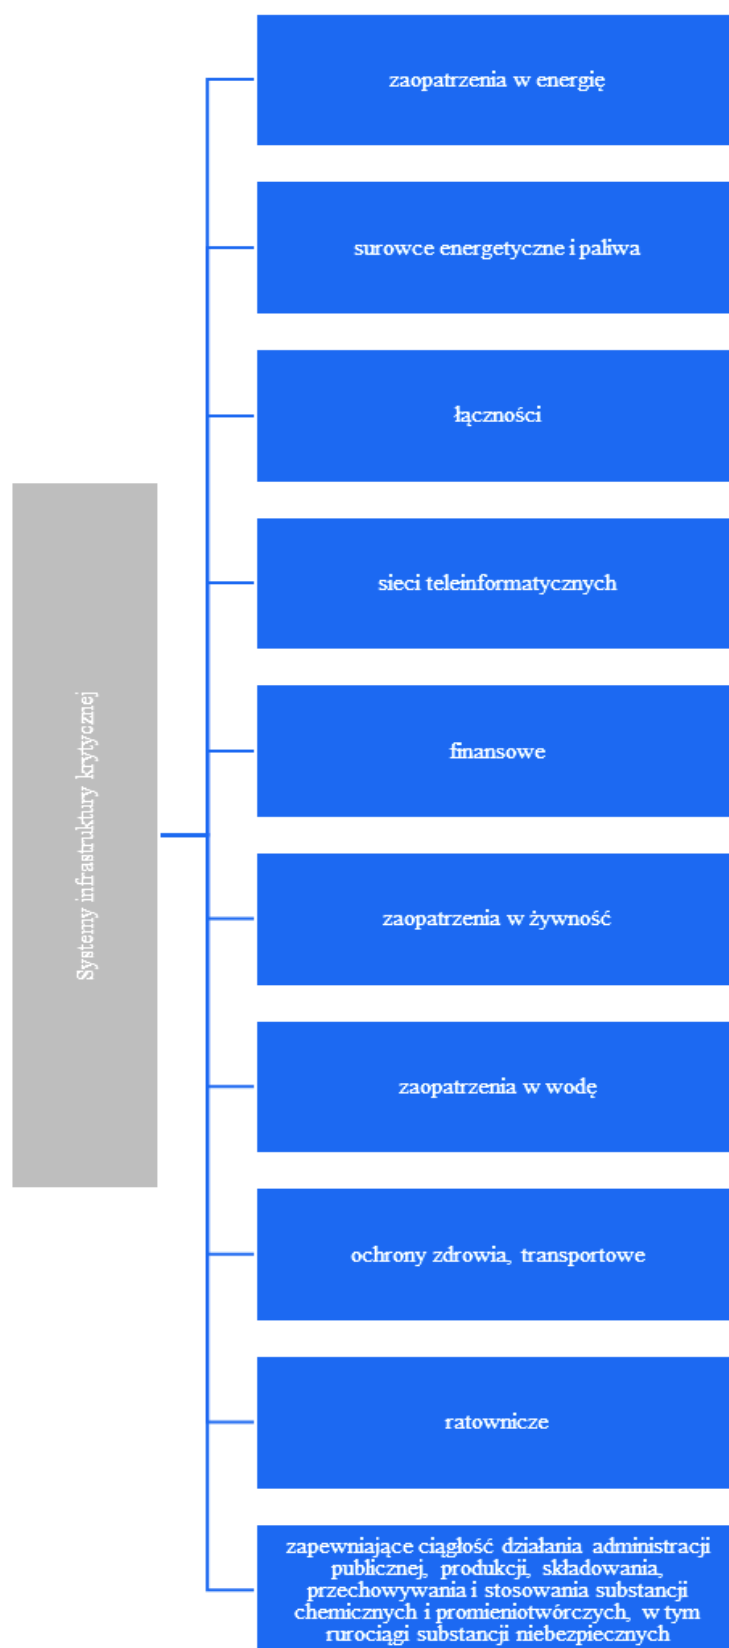 Systemy infrastruktury krytycznej
zaopatrzenia w energię
surowce energetyczne i paliwa
łączności
sieci teleinformatycznych
finansowe
zaopatrzenia w żywność
zaopatrzenia w wodę
ochrony zdrowia, transportowe
ratownicze
zapewniające ciągłość działania administracji
publicznej, produkcji, składowania,
przechowywania i stosowania substancji
chemicznych i promieniotwórczych, w tym
rurociągi substancji niebezpiecznych